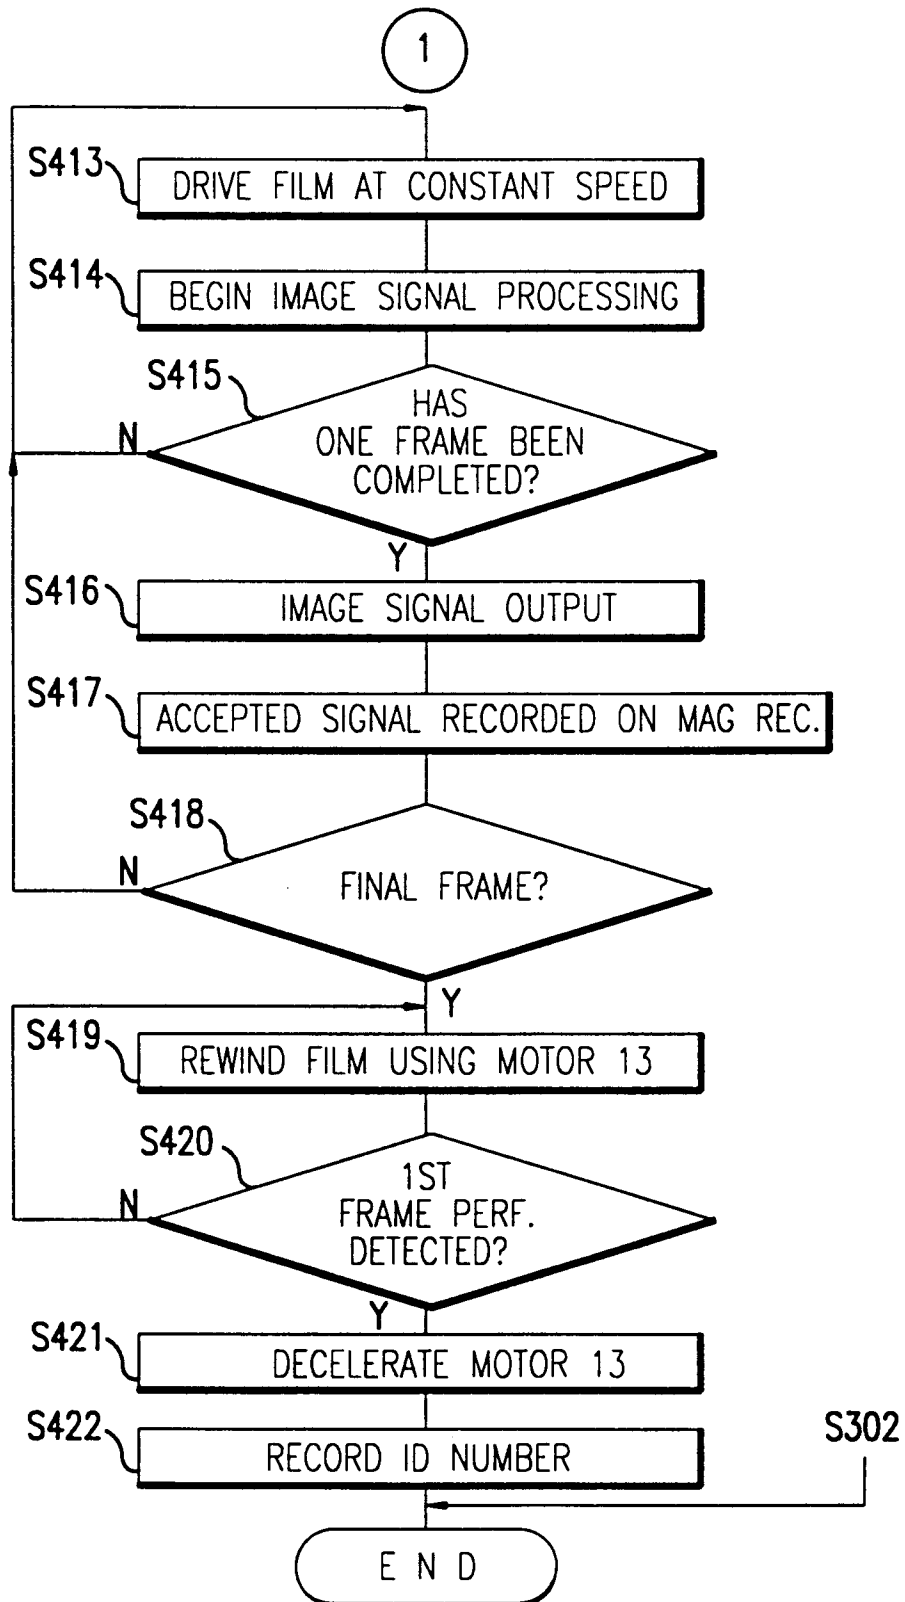 1
S413
DRIVE FILM AT CONSTANT SPEED
S414
BEGIN IMAGE SIGNAL PROCESSING
S415
HAS
ONE FRAME BEEN
COMPLETED?
N
Y
S416
IMAGE SIGNAL OUTPUT
S417
ACCEPTED SIGNAL RECORDED ON MAG REC.
S418
FINAL FRAME?
N
Y
S419
REWIND FILM USING MOTOR 13
S420
1ST
FRAME PERF.
DETECTED?
N
Y
S421
DECELERATE MOTOR 13
S422
RECORD ID NUMBER
S302
END